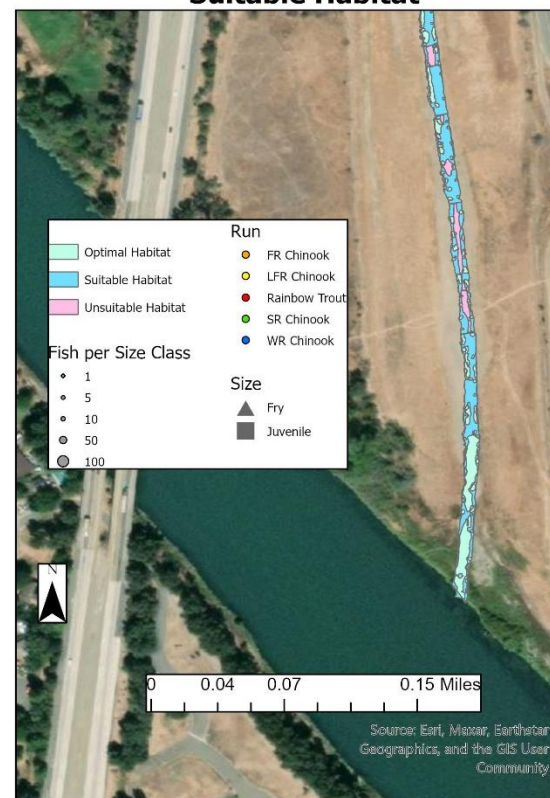 Suitable Habitat
Optimal Habitat
Suitable Habitat
Unsuitable Habitat
Fish per Size Class
1
5
10
50
100
Run
FR Chinook
LFR Chinook
Rainbow Trout
SR Chinook
WR Chinook
Size
Fry
Juvenile
N
0 0.04 0.07 0.15 Miles
Source: Esri, Maxar, Earthstar
Geographics, and the GIS User
Community